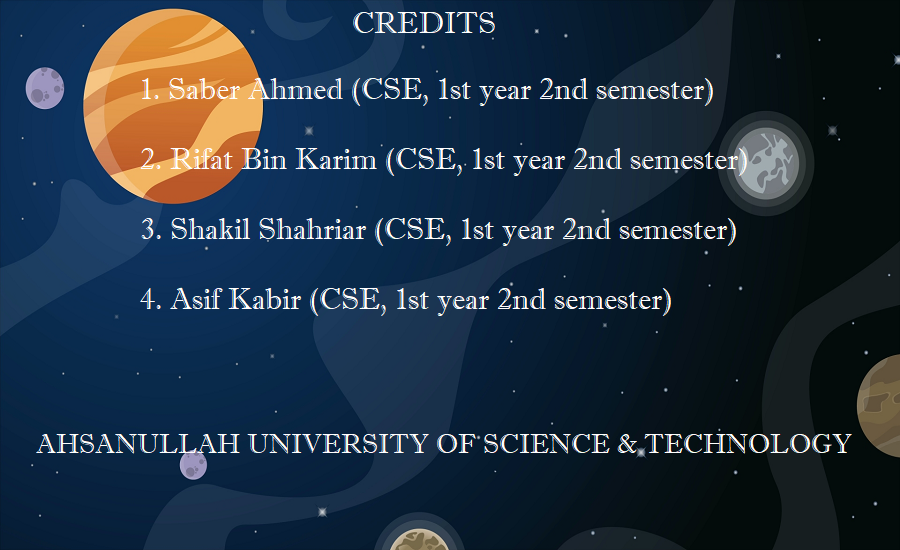 CREDITS
1. Saber Ahmed (CSE, 1st year 2nd semester)
2. Rifat Bin Karim (CSE, 1st year 2nd semester)
3. Shakil Shahriar (CSE, 1st year 2nd semester)
4. Asif Kabir (CSE, 1st year 2nd semester)
AHSANULLAH UNIVERSITY OF SCIENCE & TECHNOLOGY